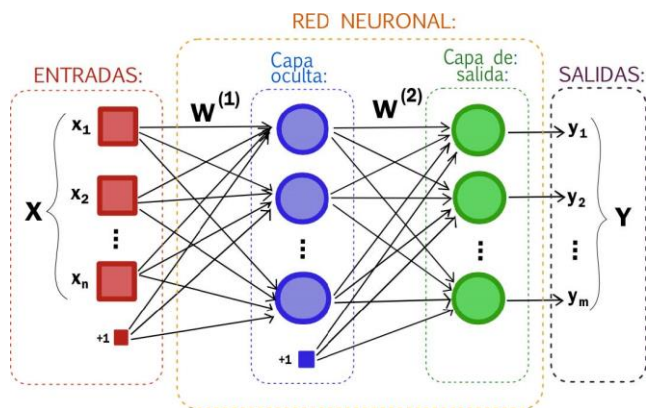 RED NEURONAL:
ENTRADAS:
Capa
oculta:
Capa de:
salida:
SALIDAS:
W(1)
W(2)
X
x1
x2
⋮
xn
+1
⋮
+1
⋮
y1
y2
⋮
ym
Y